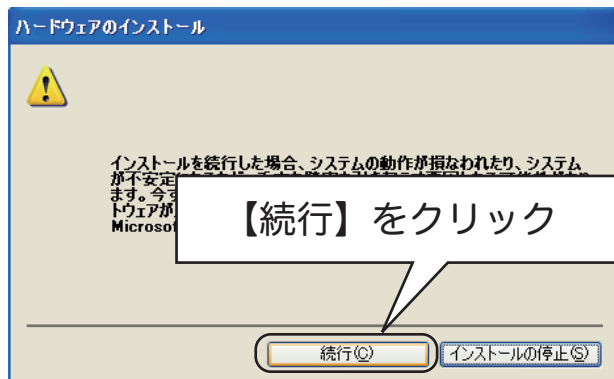 ハードウェアのインストール
インストールを続行した場合、システムの動作が損なわれたり、システム
が不安定
ます。今す
トウェアが
Microsof
【続行】をクリック
続行(C)
インストールの停止(S)